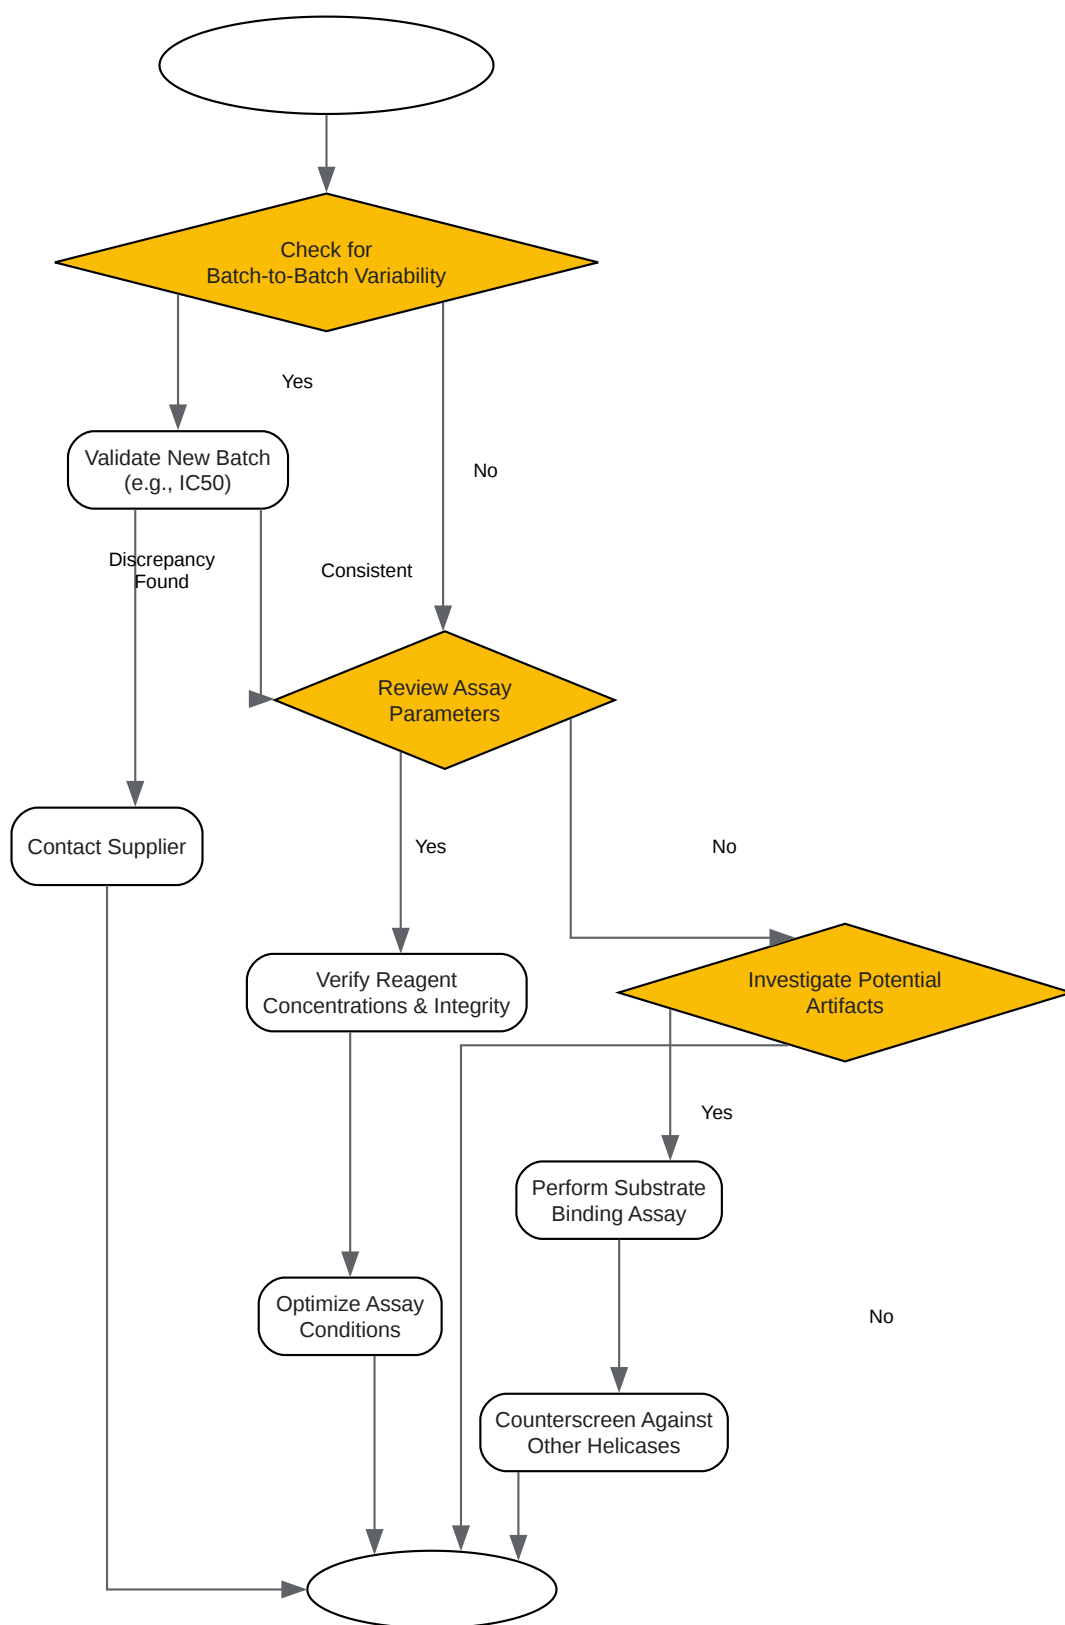 Check for
Batch-to-Batch Variability
Yes
Validate New Batch
(e.g., IC50)
No
Discrepancy
Found
Consistent
Review Assay
Parameters
Contact Supplier
Yes
No
Verify Reagent
Concentrations & Integrity
Investigate Potential
Artifacts
Yes
Perform Substrate
Binding Assay
Optimize Assay
Conditions
No
Counterscreen Against
Other Helicases